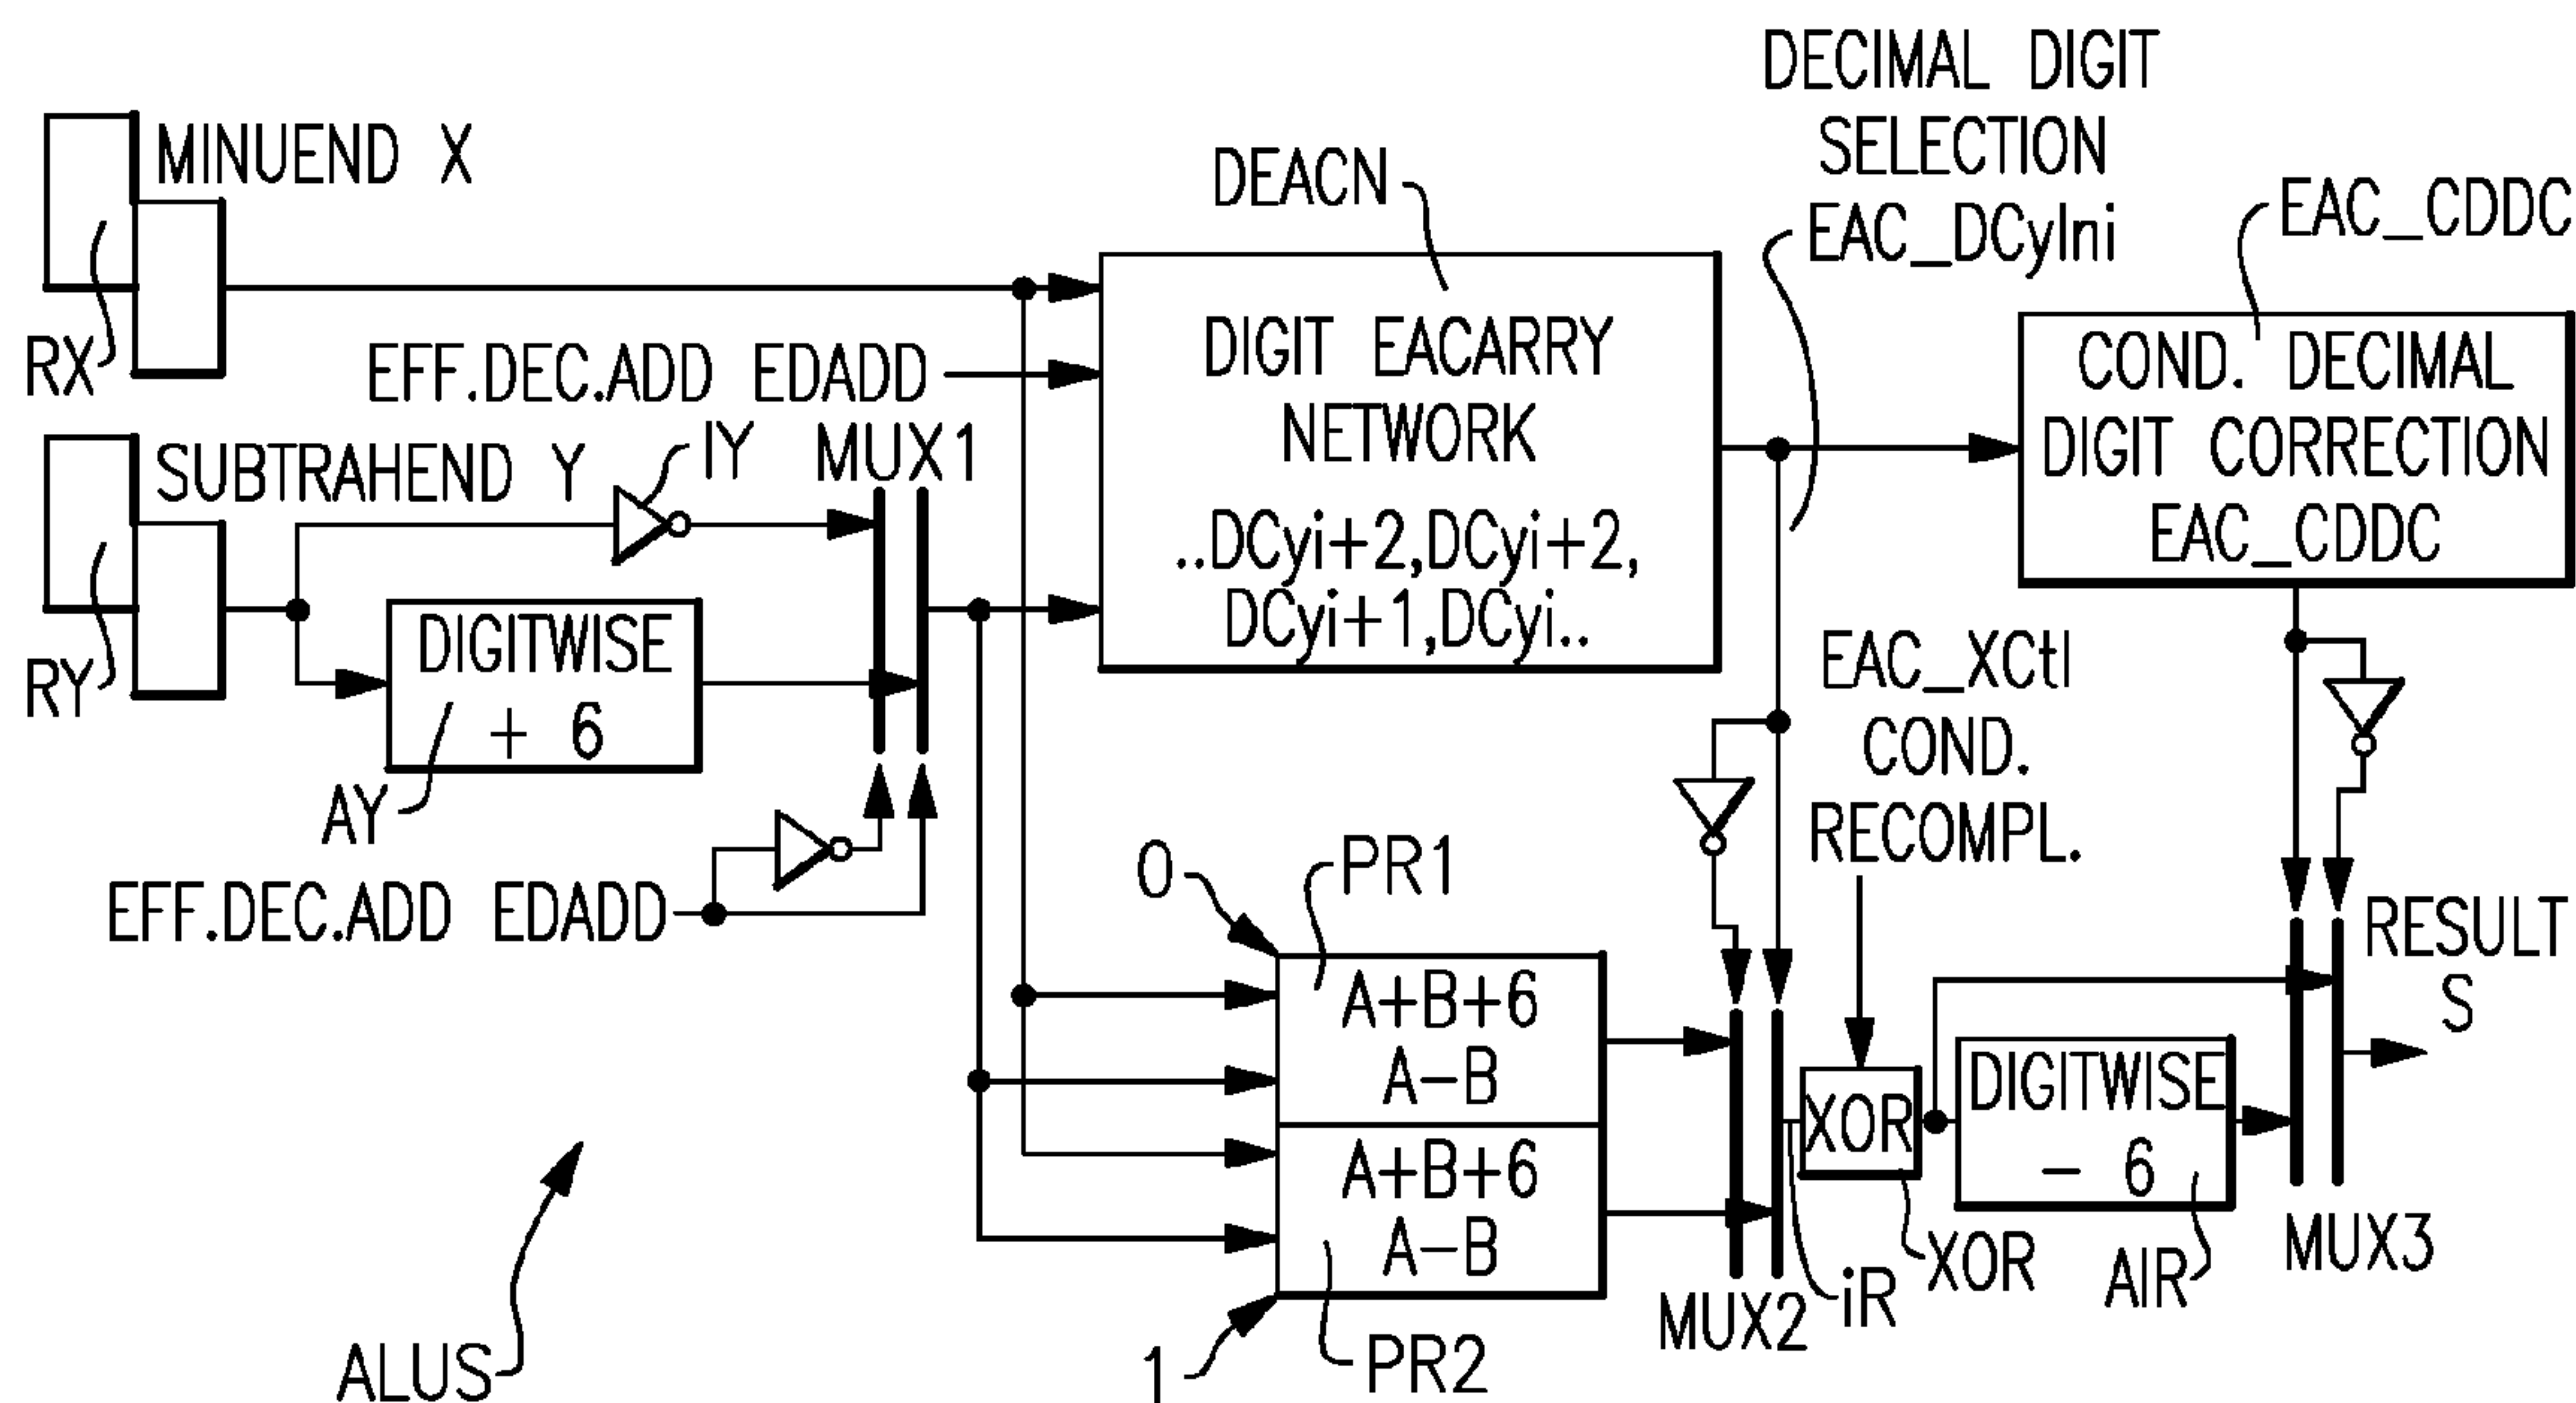 MINUEND X
RX
SUBTRAHEND Y
RY
IY
EFF.DEC.ADD EDADD
MUX1
DIGITWISE
+ 6
AY
EFF.DEC.ADD EDADD
DEACN
DIGIT EACARRY
NETWORK
..DCyi+2,DCyi+2,
DCyi+1,DCyi..
DECIMAL DIGIT
SELECTION
EAC_DCyIni
EAC_CDDC
COND. DECIMAL
DIGIT CORRECTION
EAC_CDDC
EAC_XCtl
COND.
RECOMPL.
0
PR1
A+B+6
A-B
A+B+6
A-B
1
PR2
MUX2
iR
XOR
XOR
DIGITWISE
- 6
AIR
MUX3
RESULT
S
ALUS